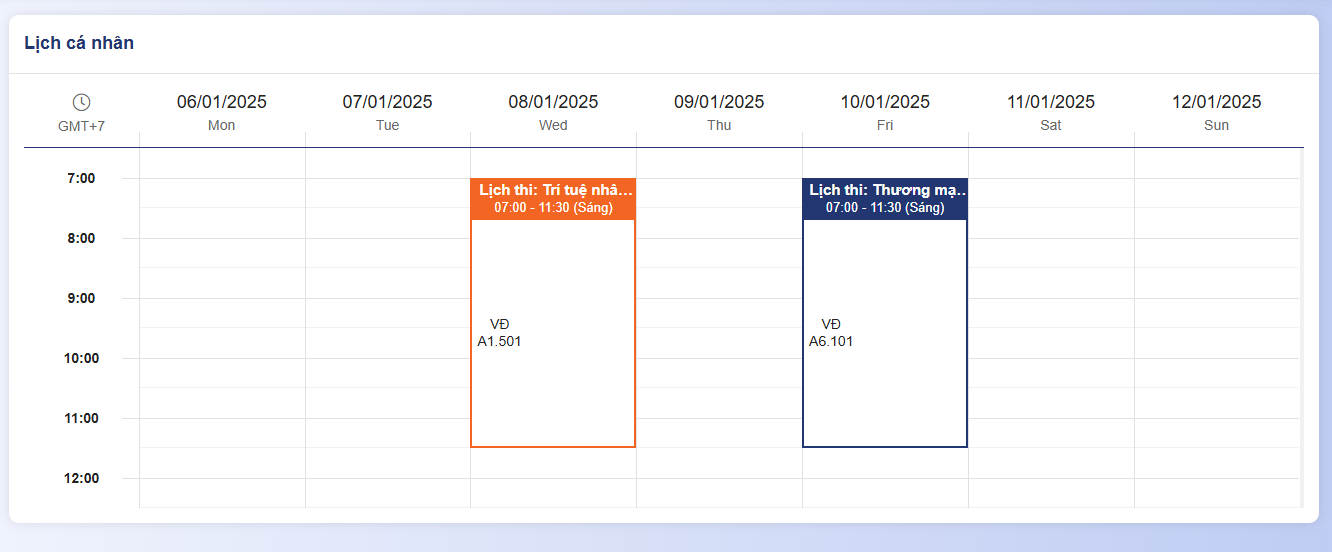 Lịch cá nhân
06/01/2025 07/01/2025 08/01/2025 09/01/2025 10/01/2025 11/01/2025 12/01/2025
GMT+7 Mon Tue Wed Thu Fri Sat Sun
7:00
Lịch thi: Trí tuệ nhâ...
07:00 - 11:30 (Sáng)
VĐ
A1.501
Lịch thi: Thương mạ...
07:00 - 11:30 (Sáng)
VĐ
A6.101
8:00
9:00
10:00
11:00
12:00